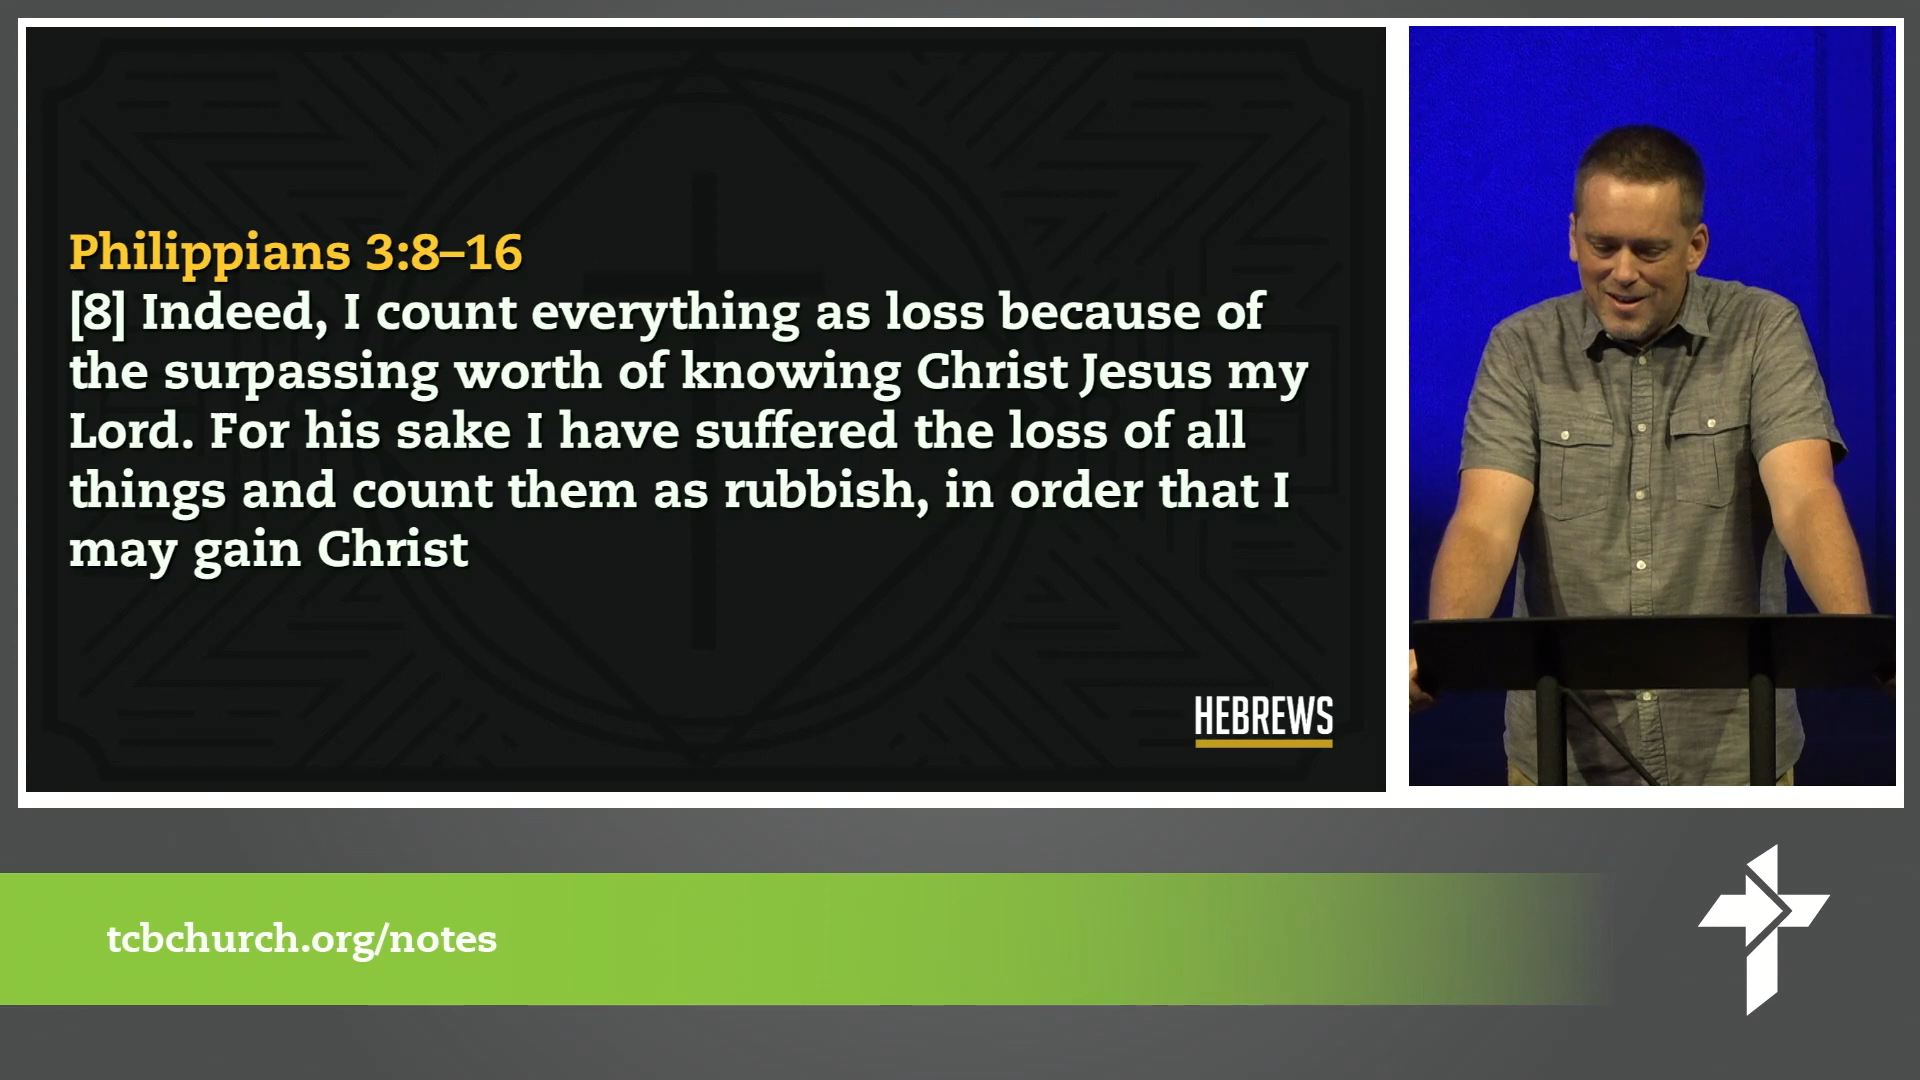 Philippians 3:8–16
[8] Indeed, I count everything as loss because of
the surpassing worth of knowing Christ Jesus my
Lord. For his sake I have suffered the loss of all
things and count them as rubbish, in order that I
may gain Christ
HEBREWS
tcbchurch.org/notes